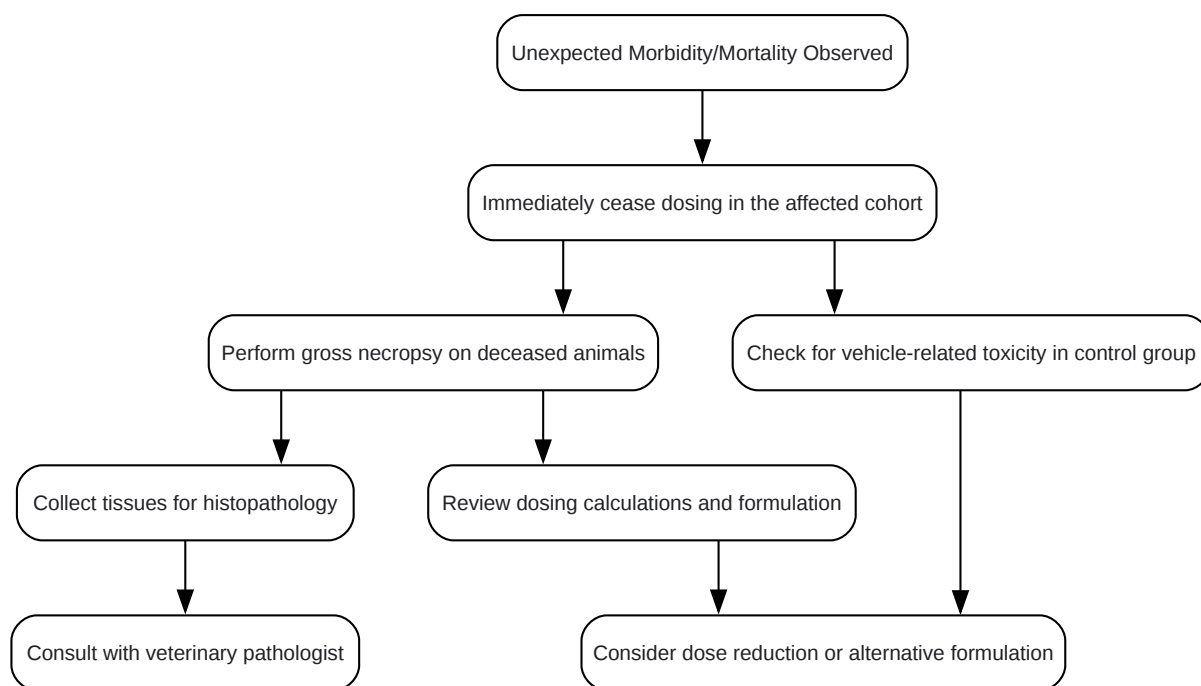 Unexpected Morbidity/Mortality Observed
Immediately cease dosing in the affected cohort
Perform gross necropsy on deceased animals
Check for vehicle-related toxicity in control group
Collect tissues for histopathology
Review dosing calculations and formulation
Consult with veterinary pathologist
Consider dose reduction or alternative formulation